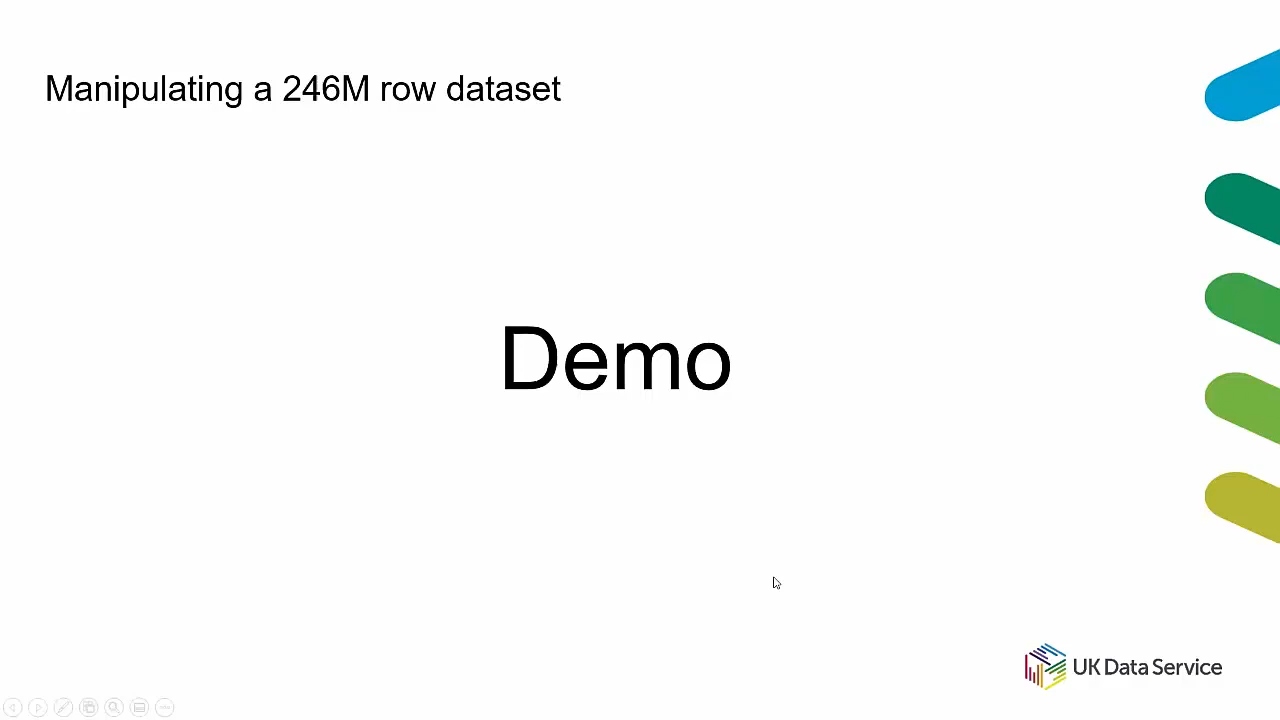 Manipulating a 246M row dataset
Demo
UK Data Service